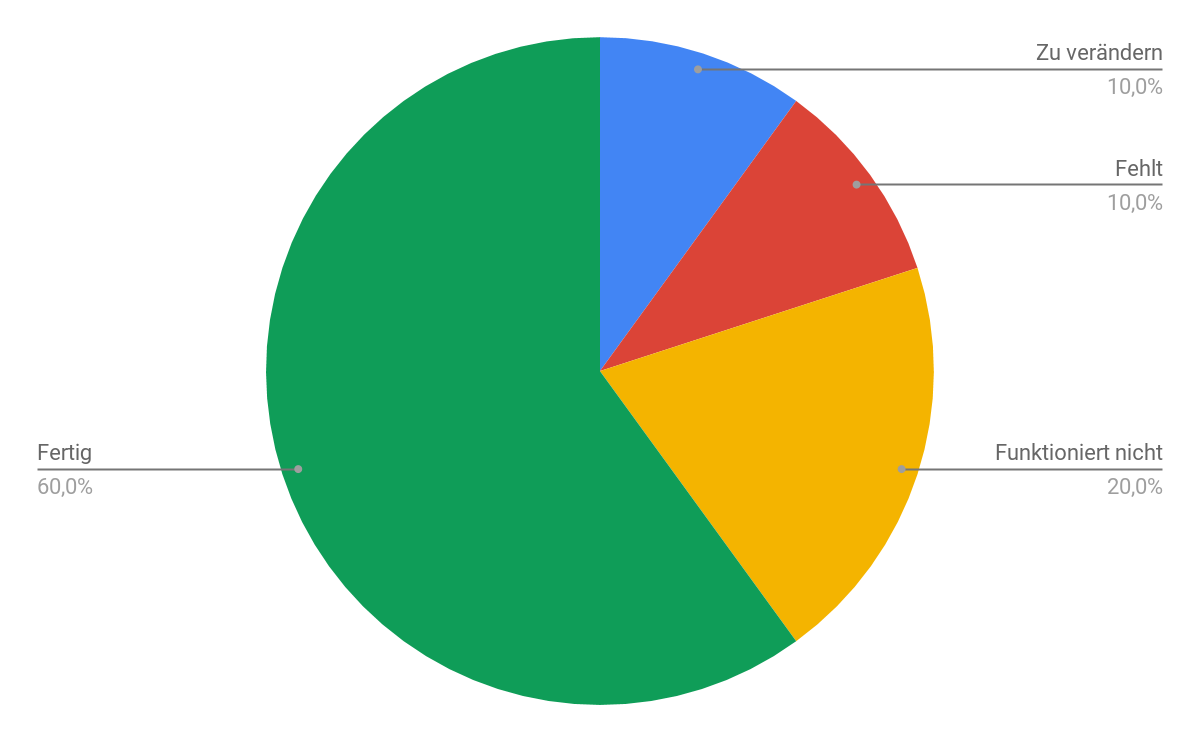 Zu verändern
10,0%
Fehlt
10,0%
Fertig
60,0%
Funktioniert nicht
20,0%